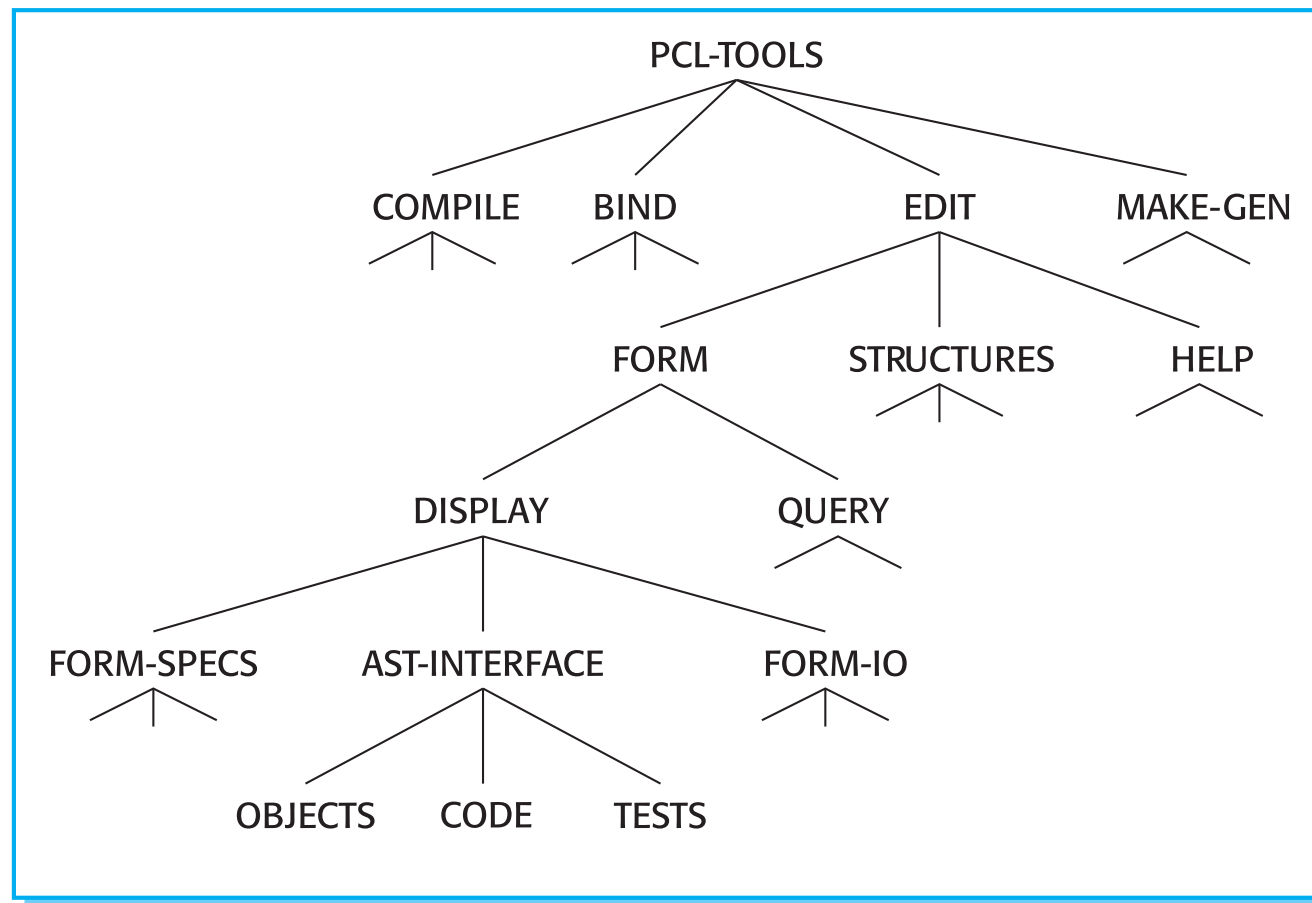 PCL-TOOLS
COMPILE BIND EDIT MAKE-GEN
FORM STRUCTURES HELP
DISPLAY QUERY
FORM-SPECS AST-INTERFACE FORM-IO
OBJECTS CODE TESTS